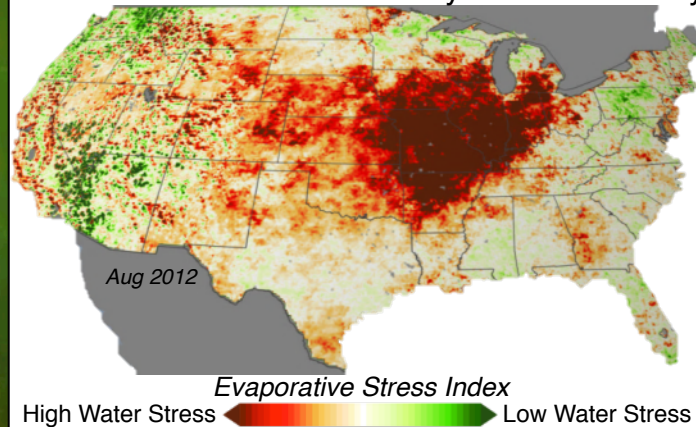 Aug 2012
Evaporative Stress Index
High Water Stress
Low Water Stress